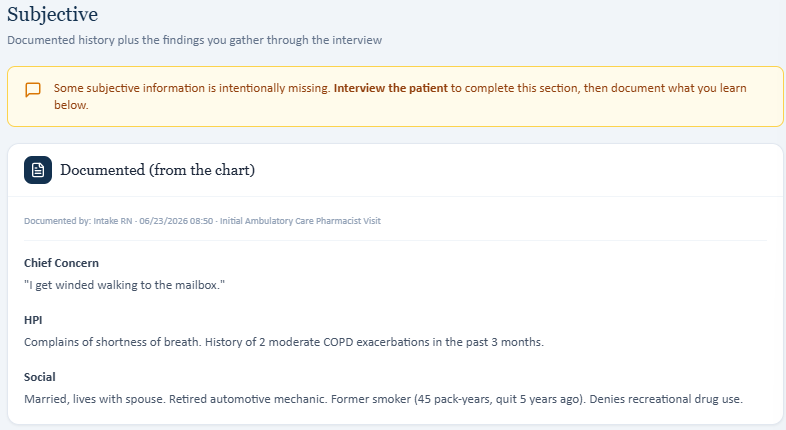 Subjective
Documented history plus the findings you gather through the interview
Some subjective information is intentionally missing. Interview the patient to complete this section, then document what you learn
below.
Documented (from the chart)
Documented by: Intake RN · 06/23/2026 08:50 · Initial Ambulatory Care Pharmacist Visit
Chief Concern
"I get winded walking to the mailbox."
HPI
Complains of shortness of breath. History of 2 moderate COPD exacerbations in the past 3 months.
Social
Married, lives with spouse. Retired automotive mechanic. Former smoker (45 pack-years, quit 5 years ago). Denies recreational drug use.